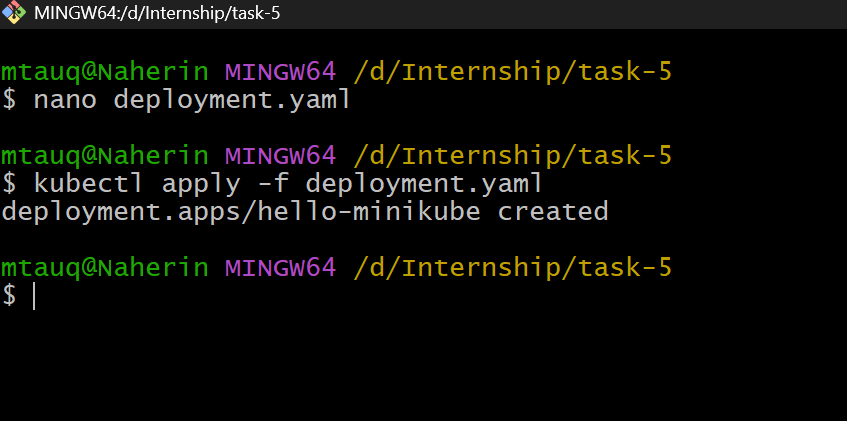 MINGW64:/d/Internship/task-5
mtauq@Naherin MINGW64 /d/Internship/task-5
$ nano deployment.yaml
mtauq@Naherin MINGW64 /d/Internship/task-5
$ kubectl apply -f deployment.yaml
deployment.apps/hello-minikube created
mtauq@Naherin MINGW64 /d/Internship/task-5
$